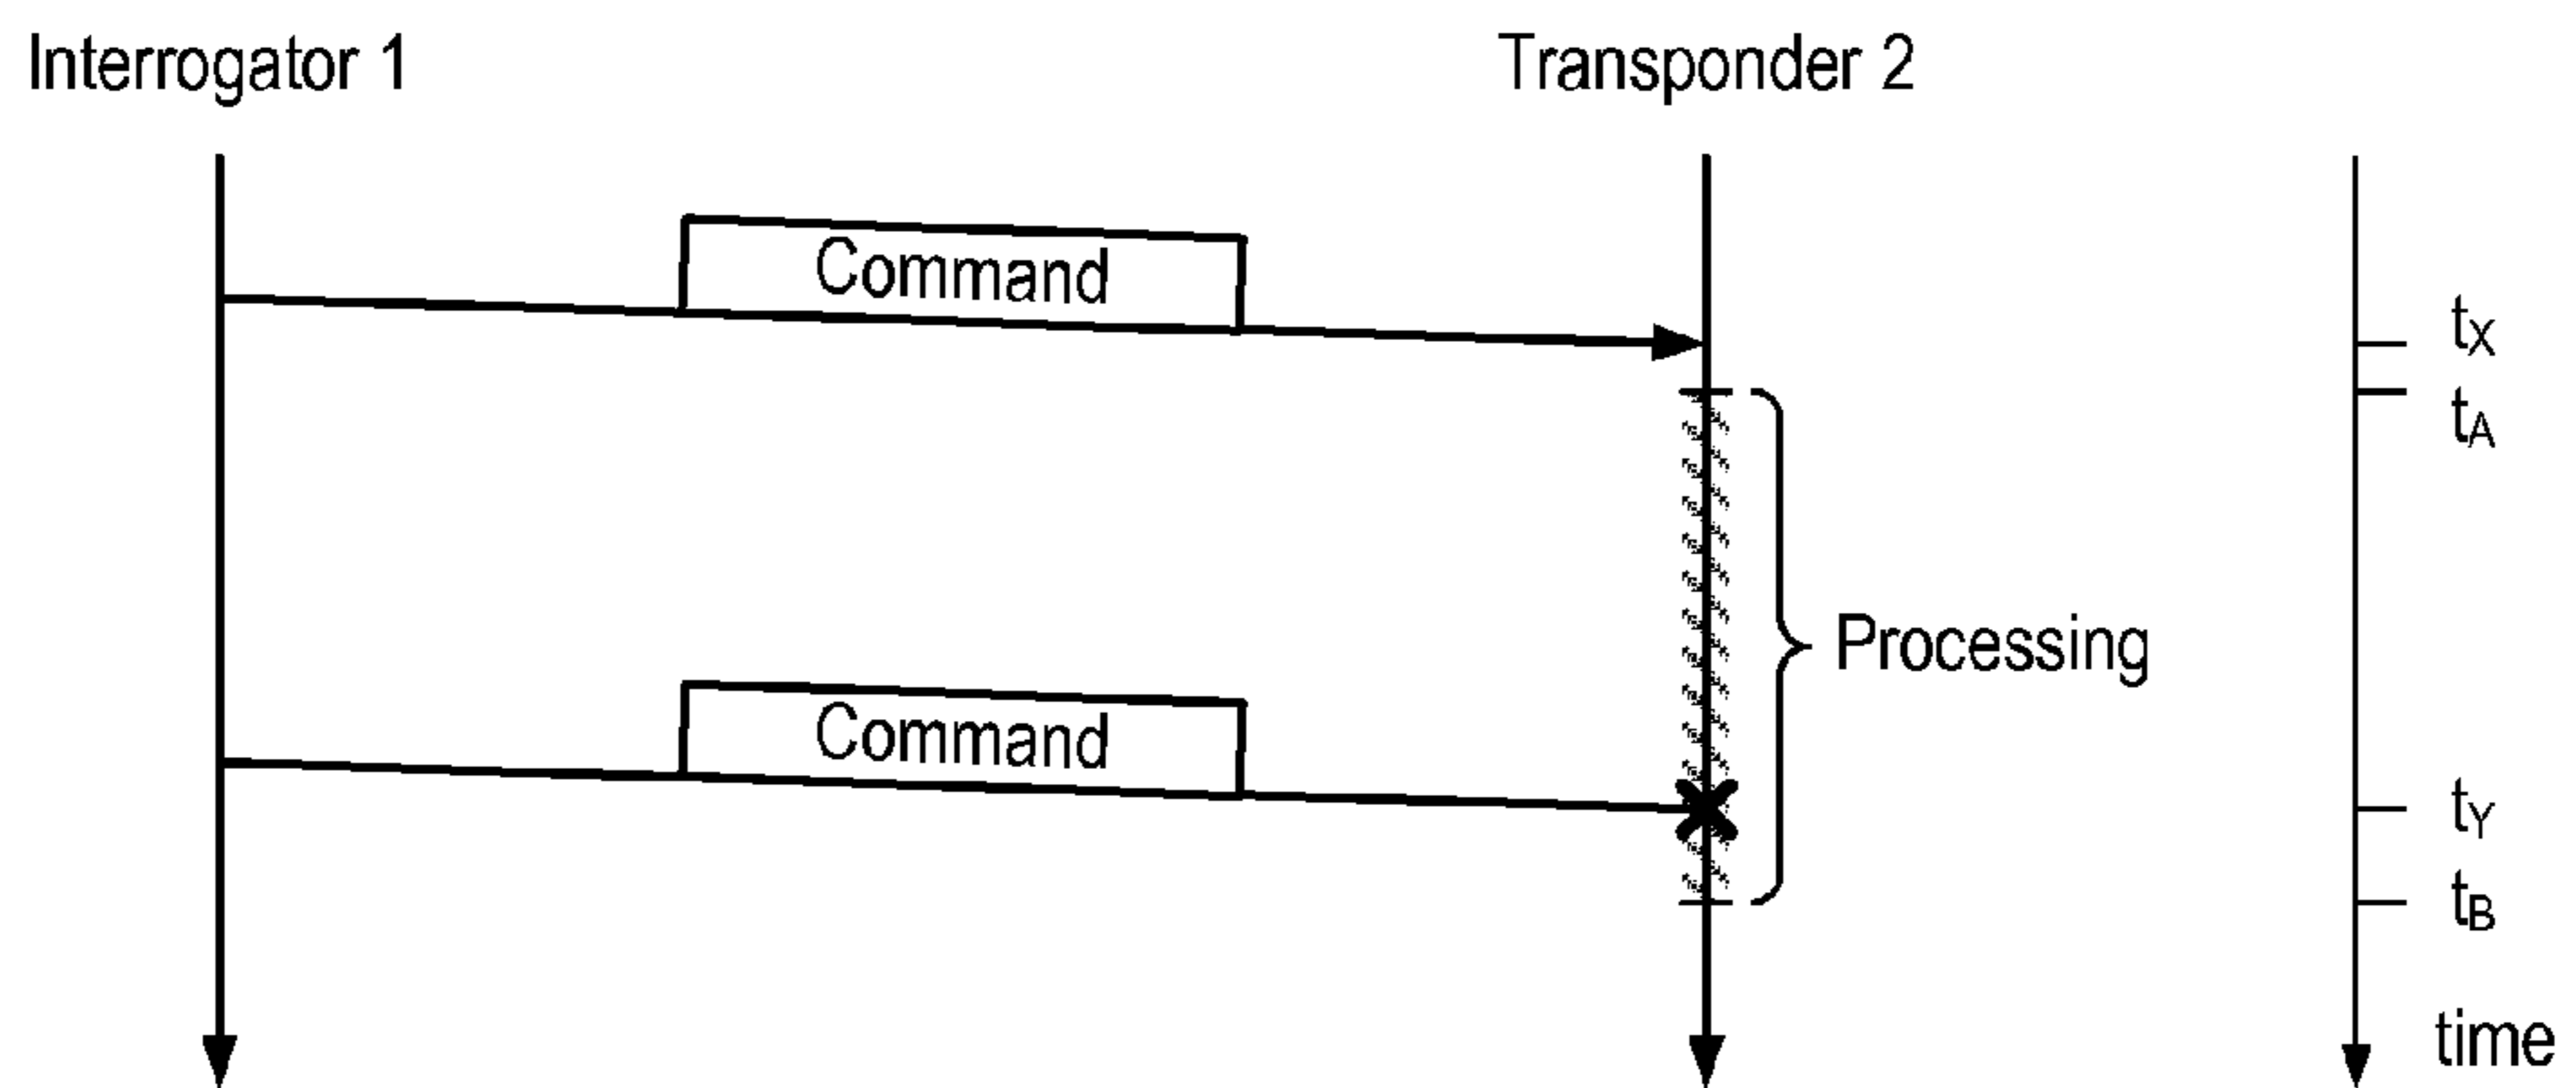 Interrogator 1
Transponder 2
Command
tX
tA
Processing
Command
tY
tB
time